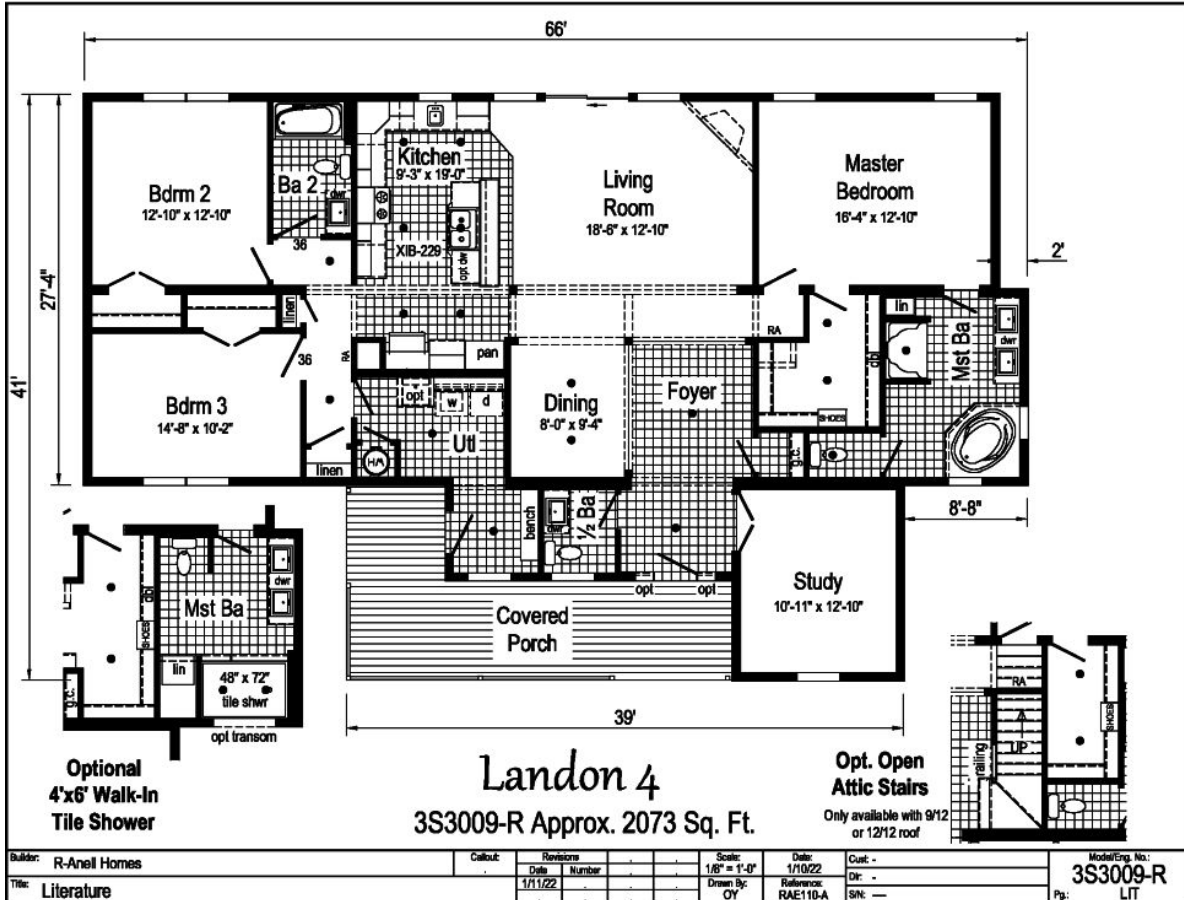 66'
41'
27'-4"
2'
8'-8"
39'
Bdrm 2
12'-10" x 12'-10"
Ba 2
dwr
36
Kitchen
9'-3" x 19'-0"
XIB-229
opt dw
Living
Room
18'-6" x 12'-10"
Master
Bedroom
16'-4" x 12'-10"
linen
36
RA
pan
RA
dbl
SHOES
lin
Mst Ba
dwr
Bdrm 3
14'-8" x 10'-2"
linen
opt
w
d
Utl
H/W
Dining
8'-0" x 9'-4"
Foyer
g.c.
bench
dwr
½ Ba
opt
opt
Study
10'-11" x 12'-10"
Covered
Porch
dbl
SHOES
g.c.
Mst Ba
dwr
lin
48" x 72"
tile shwr
opt transom
Optional
4'x6' Walk-In
Tile Shower
Landon 4
3S3009-R Approx. 2073 Sq. Ft.
RA
UP
railing
SHOES
Opt. Open
Attic Stairs
Only available with 9/12
or 12/12 roof
Builder: R-Anell Homes
Title: Literature
Callout:
Revisions
Date Number
1/11/22
Scale:
1/8" = 1'-0"
Drawn By:
OY
Date:
1/10/22
Reference:
RAE110-A
Cust: -
Dir: -
S/N: —
Model/Eng. No.:
3S3009-R
Pg.: LIT